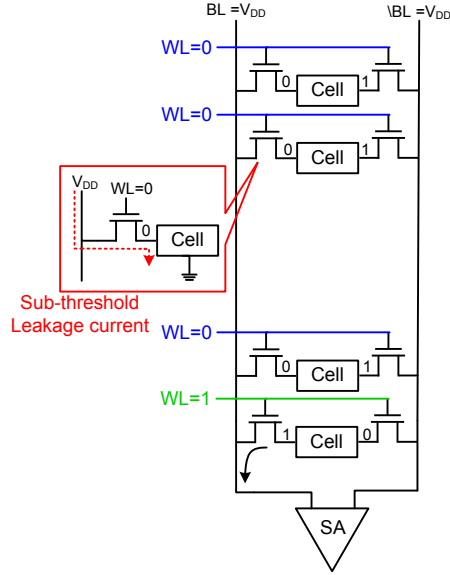 BL =VDD \BL =VDD
WL=0
0 Cell 1
WL=0
0 Cell 1
VDD
WL=0
0 Cell
Sub-threshold
Leakage current
WL=0
0 Cell 1
WL=1
1 Cell 0
SA